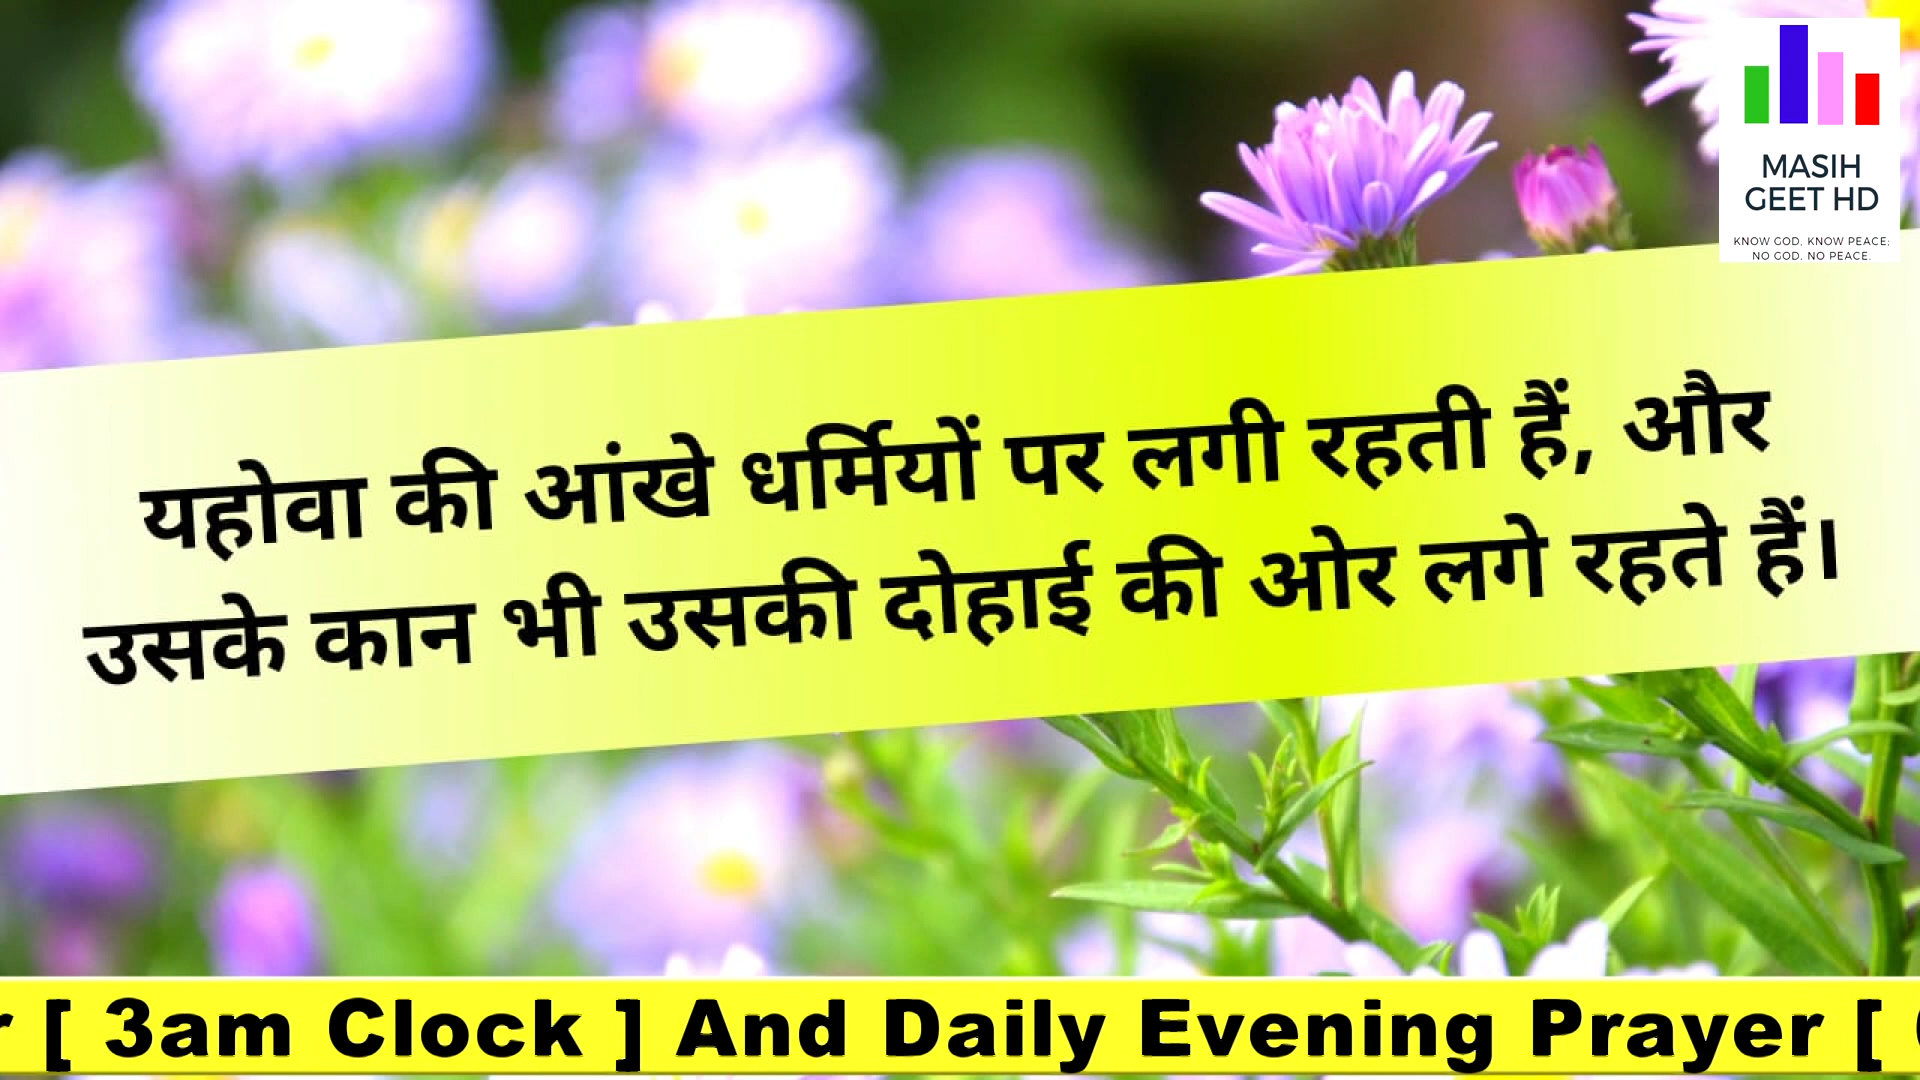 MASIH
GEET HD
KNOW GOD, KNOW PEACE;
NO GOD, NO PEACE.
यहोवा की आंखे धर्मियों पर लगी रहती हैं, और
उसके कान भी उसकी दोहाई की ओर लगे रहते हैं।
r [ 3am Clock ] And Daily Evening Prayer [